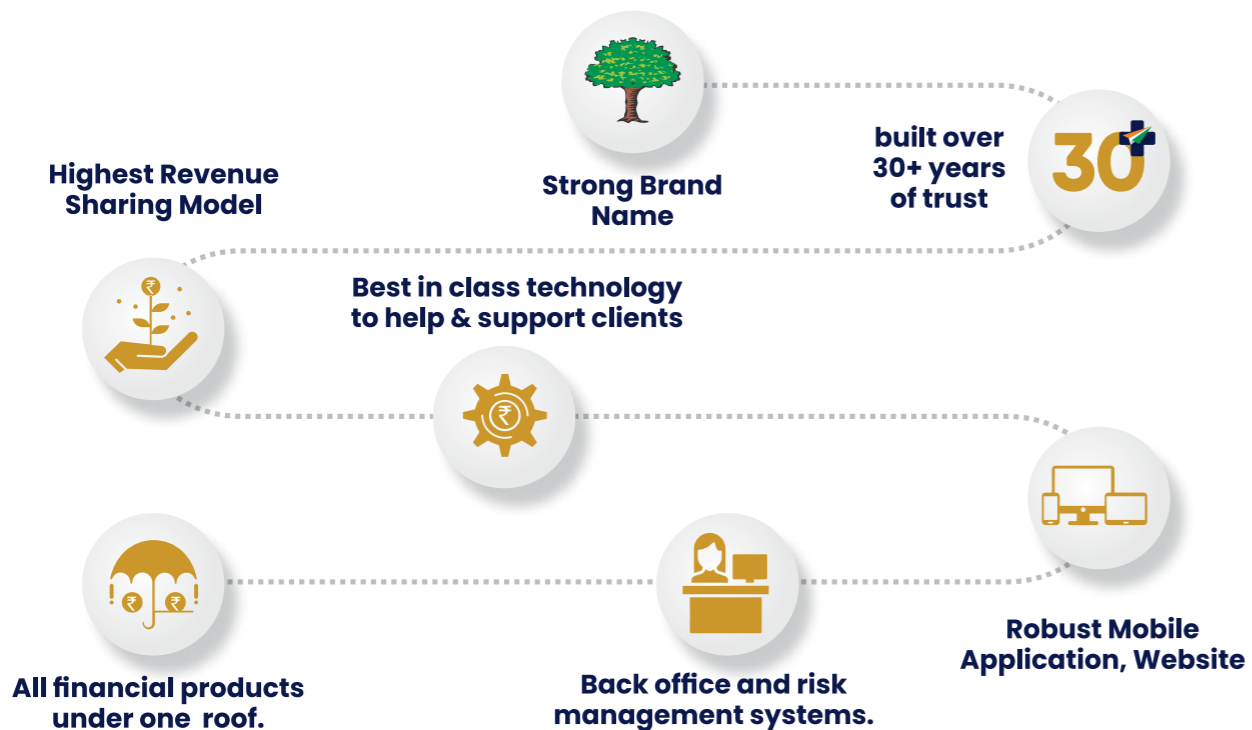 Strong Brand
Name
built over
30+ years
of trust
30+
Highest Revenue
Sharing Model
₹
Best in class technology
to help & support clients
₹
Robust Mobile
Application, Website
Back office and risk
management systems.
₹ ₹
All financial products
under one roof.